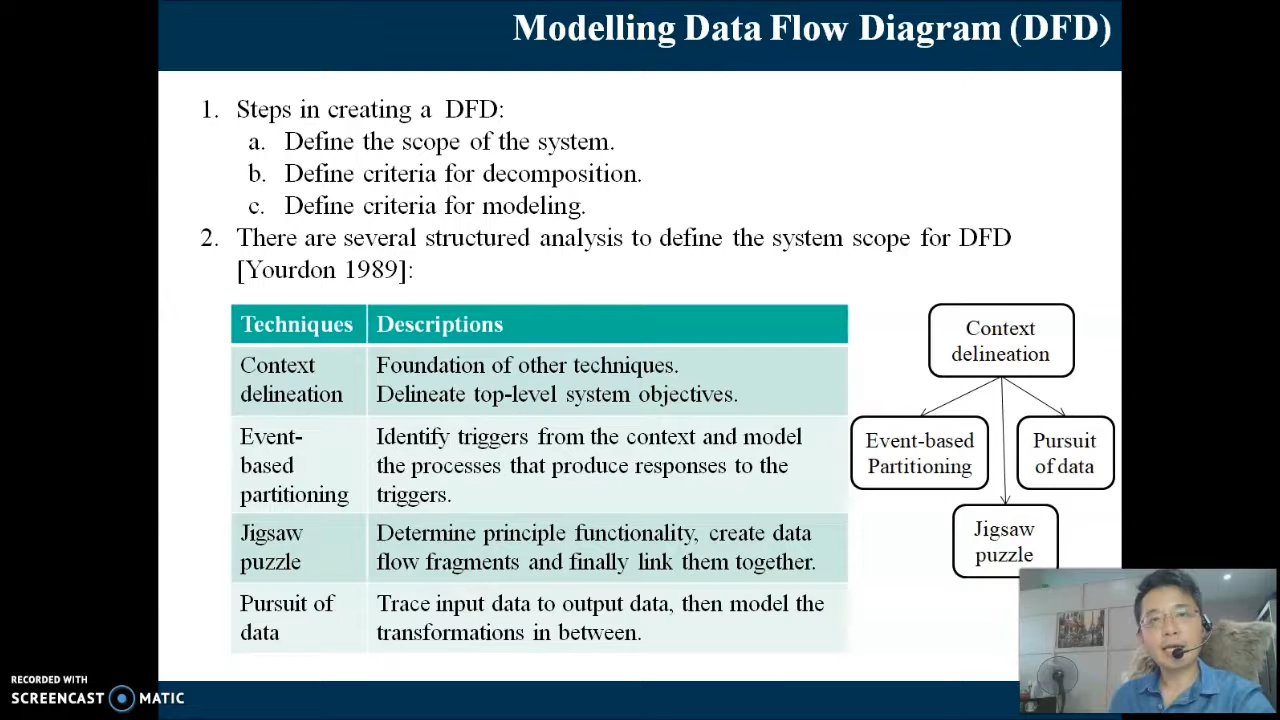 Modelling Data Flow Diagram (DFD)
1. Steps in creating a DFD:
a. Define the scope of the system.
b. Define criteria for decomposition.
c. Define criteria for modeling.
2. There are several structured analysis to define the system scope for DFD
[Yourdon 1989]:
Techniques Descriptions
Context
delineation
Foundation of other techniques.
Delineate top-level system objectives.
Event-
based
partitioning
Identify triggers from the context and model
the processes that produce responses to the
triggers.
Jigsaw
puzzle
Determine principle functionality, create data
flow fragments and finally link them together.
Pursuit of
data
Trace input data to output data, then model the
transformations in between.
Context
delineation
Event-based
Partitioning
Pursuit
of data
Jigsaw
puzzle
RECORDED WITH
SCREENCAST MATIC